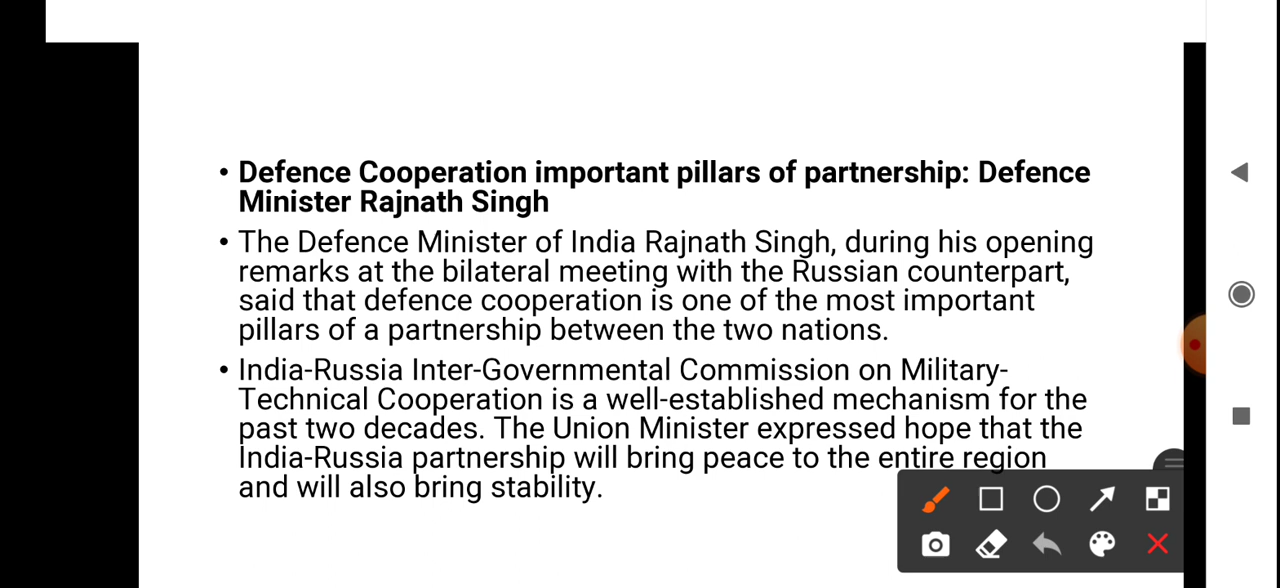 • Defence Cooperation important pillars of partnership: Defence
Minister Rajnath Singh
• The Defence Minister of India Rajnath Singh, during his opening
remarks at the bilateral meeting with the Russian counterpart,
said that defence cooperation is one of the most important
pillars of a partnership between the two nations.
• India-Russia Inter-Governmental Commission on Military-
Technical Cooperation is a well-established mechanism for the
past two decades. The Union Minister expressed hope that the
India-Russia partnership will bring peace to the entire region
and will also bring stability.